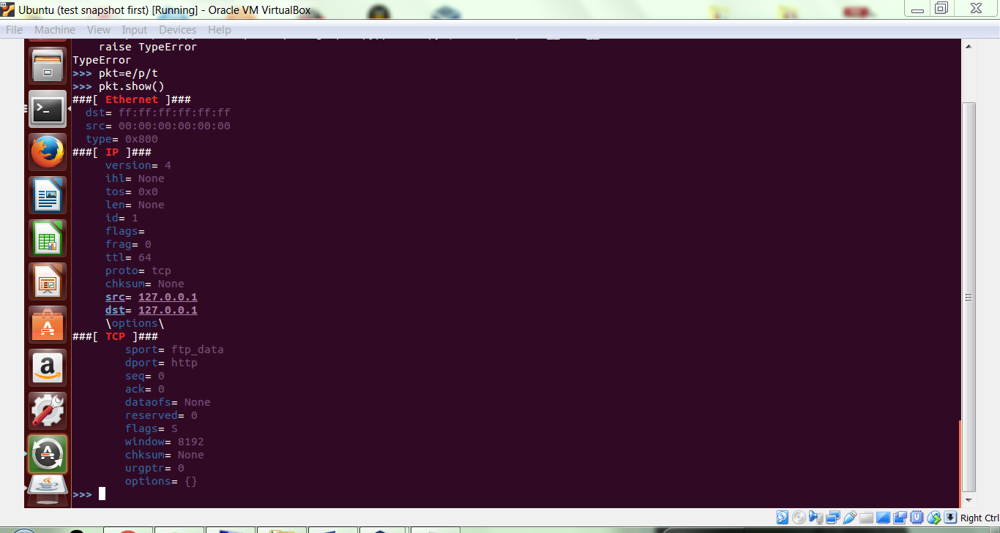 Ubuntu (test snapshot first) [Running] - Oracle VM VirtualBox
File Machine View Input Devices Help
raise TypeError
TypeError
>>> pkt=e/p/t
>>> pkt.show()
###[ Ethernet ]###
dst= ff:ff:ff:ff:ff:ff
src= 00:00:00:00:00:00
type= 0x800
###[ IP ]###
version= 4
ihl= None
tos= 0x0
len= None
id= 1
flags=
frag= 0
ttl= 64
proto= tcp
chksum= None
src= 127.0.0.1
dst= 127.0.0.1
\options\
###[ TCP ]###
sport= ftp_data
dport= http
seq= 0
ack= 0
dataofs= None
reserved= 0
flags= S
window= 8192
chksum= None
urgptr= 0
options= {}
>>>
Right Ctrl